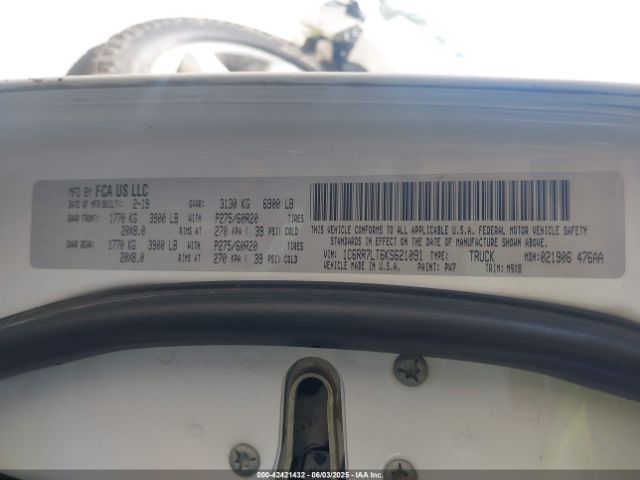 MFD BY FCA US LLC
DATE OF MFR(BUILT): 2-19 GVWR: 3130 KG 6900 LB
GAWR FRONT: 1770 KG 3900 LB WITH P275/60R20 TIRES
20X8.0 RIMS AT 270 KPA ( 39 PSI) COLD
GAWR REAR: 1770 KG 3900 LB WITH P275/60R20 TIRES
20X8.0 RIMS AT 270 KPA ( 39 PSI) COLD
THIS VEHICLE CONFORMS TO ALL APPLICABLE U.S.A. FEDERAL MOTOR VEHICLE SAFETY
STANDARDS IN EFFECT ON THE DATE OF MANUFACTURE SHOWN ABOVE.
VIN: 1C6RR7LT6KS621091 TYPE: TRUCK MDH: 021906 476AA
VEHICLE MADE IN U.S.A. PAINT: PW7 TRIM: M9X8
00-42421432 - 06/03/2025 - Copyright © IAA, Inc.